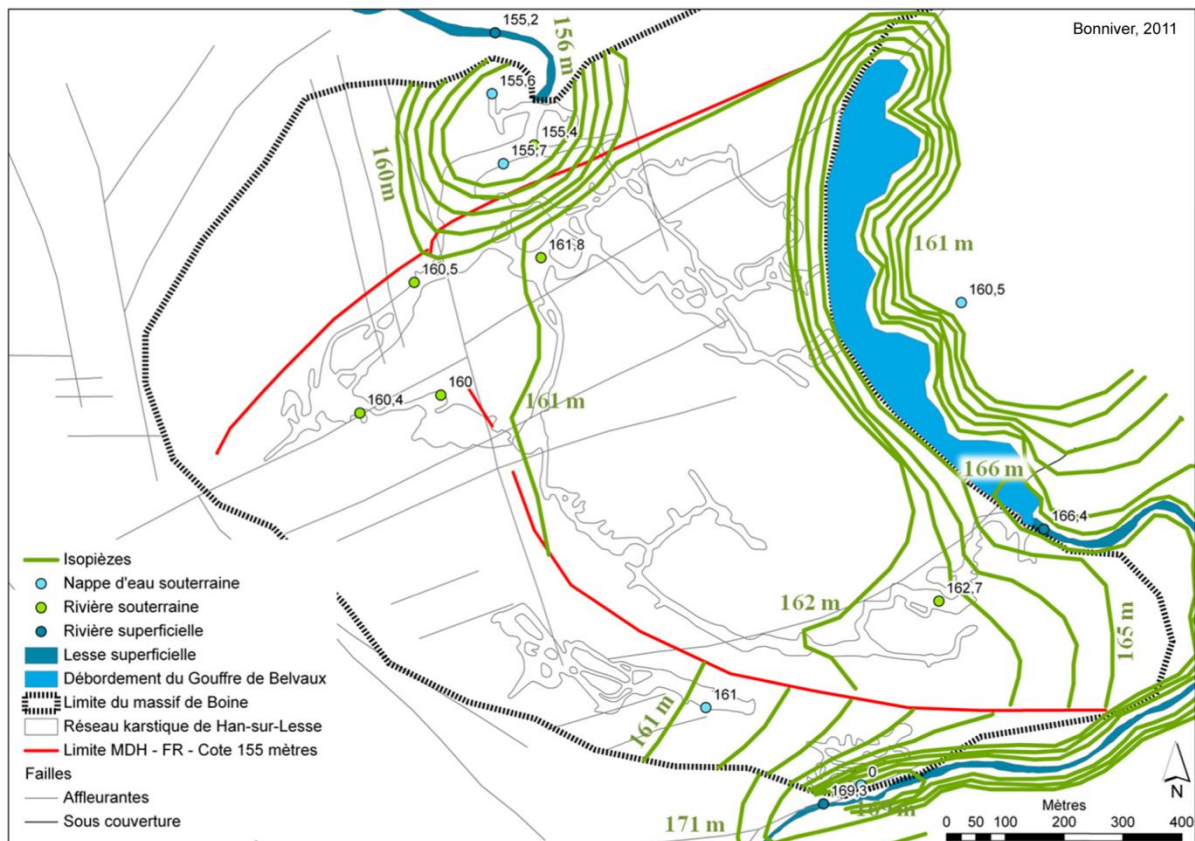 Bonniver, 2011
155,2
156 m
155,6
155,4
155,7
160m
161 m
161,8
160,5
160,5
160
160,4
161 m
166 m
166,4
162,7
162 m
165 m
161
161 m
0
169,3
171 m
Isopièzes
Nappe d'eau souterraine
Rivière souterraine
Rivière superficielle
Lesse superficielle
Débordement du Gouffre de Belvaux
Limite du massif de Boine
Réseau karstique de Han-sur-Lesse
Limite MDH - FR - Cote 155 mètres
Failles
Affleurantes
Sous couverture
N
Mètres
0 50 100 200 300 400